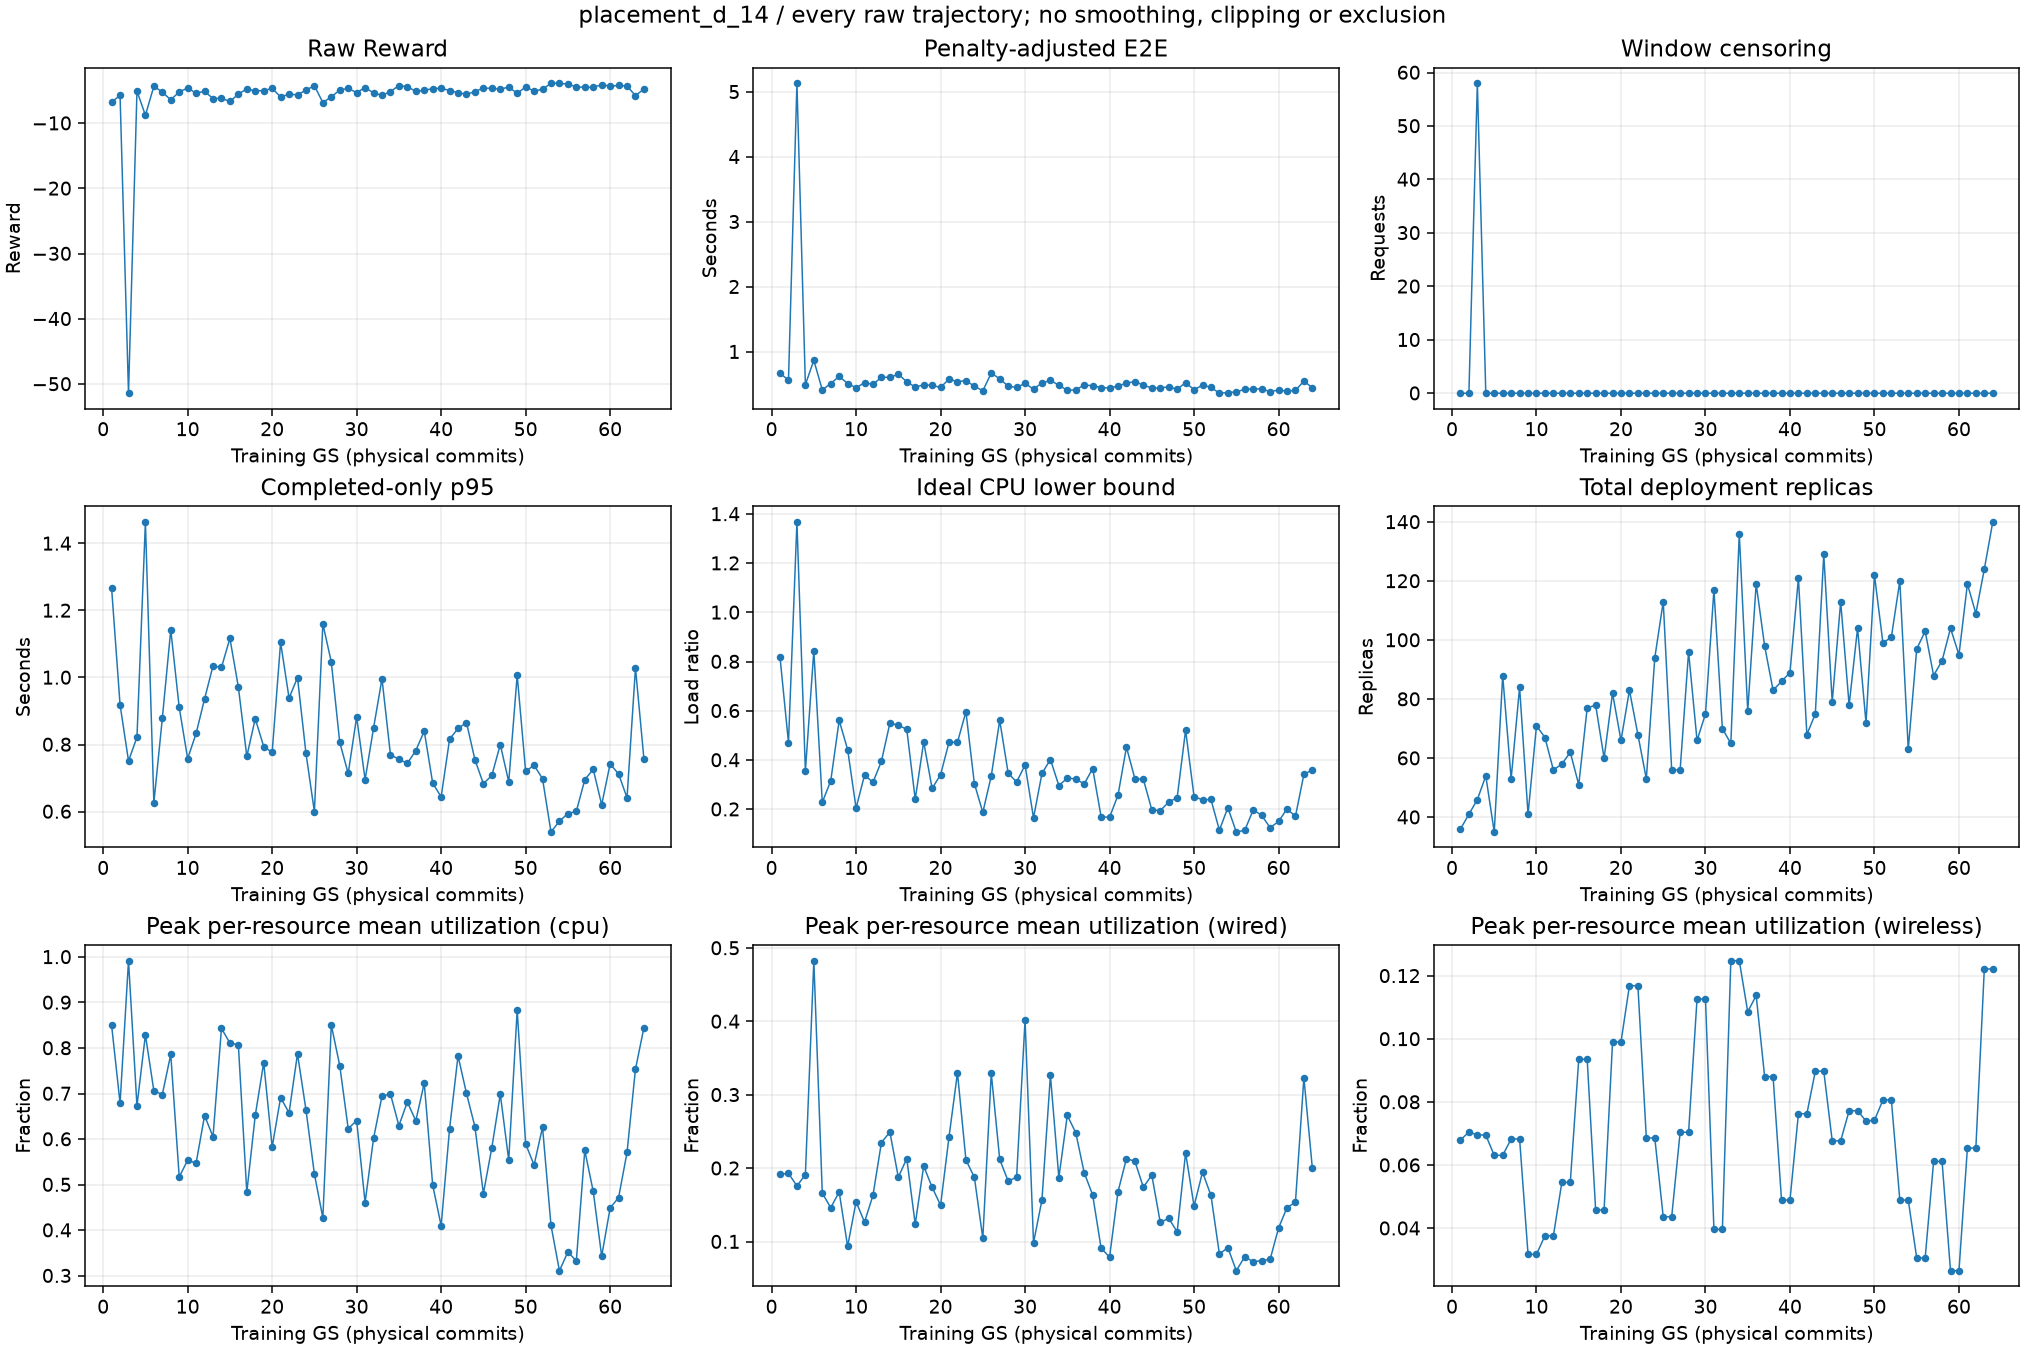 placement_d_14 / every raw trajectory; no smoothing, clipping or exclusion
Raw Reward
Reward
−10
−20
−30
−40
−50
0 10 20 30 40 50 60
Training GS (physical commits)
Penalty-adjusted E2E
Seconds
5
4
3
2
1
0 10 20 30 40 50 60
Training GS (physical commits)
Window censoring
Requests
60
50
40
30
20
10
0
0 10 20 30 40 50 60
Training GS (physical commits)
Completed-only p95
Seconds
1.4
1.2
1.0
0.8
0.6
0 10 20 30 40 50 60
Training GS (physical commits)
Ideal CPU lower bound
Load ratio
1.4
1.2
1.0
0.8
0.6
0.4
0.2
0 10 20 30 40 50 60
Training GS (physical commits)
Total deployment replicas
Replicas
140
120
100
80
60
40
0 10 20 30 40 50 60
Training GS (physical commits)
Peak per-resource mean utilization (cpu)
Fraction
1.0
0.9
0.8
0.7
0.6
0.5
0.4
0.3
0 10 20 30 40 50 60
Training GS (physical commits)
Peak per-resource mean utilization (wired)
Fraction
0.5
0.4
0.3
0.2
0.1
0 10 20 30 40 50 60
Training GS (physical commits)
Peak per-resource mean utilization (wireless)
Fraction
0.12
0.10
0.08
0.06
0.04
0 10 20 30 40 50 60
Training GS (physical commits)